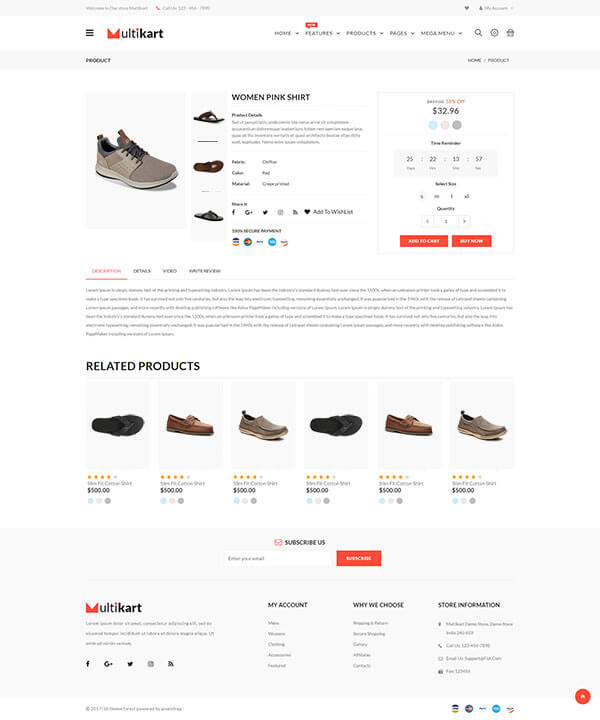 Welcome to Our store Multikart
Call Us: 123 - 456 - 7890
My Account
Multikart
HOME
NEW
FEATURES
PRODUCTS
PAGES
MEGA MENU
PRODUCT
HOME / PRODUCT
WOMEN PINK SHIRT
Product Details
Sed ut perspiciatis, unde omnis iste natus error sit voluptatem
accusantium doloremque laudantium, totam rem aperiam eaque ipsa,
quae ab illo inventore veritatis et quasi architecto beatae vitae dicta
sunt, explicabo. Nemo enim ipsam voluptatem,
Fabric: Chiffon
Color: Red
Material: Crepe printed
Share It
Add To WishList
100% SECURE PAYMENT
$459.00 55% Off
$32.96
Time Reminder
25 : 22 : 13 : 57
Days Hrs Min Sec
Select Size
s m l xl
Quantity
1
ADD TO CART
BUY NOW
DESCRIPTION
DETAILS
VIDEO
WRITE REVIEW
Lorem Ipsum is simply dummy text of the printing and typesetting industry. Lorem Ipsum has been the industry's standard dummy text ever since the 1500s, when an unknown printer took a galley of type and scrambled it to
make a type specimen book. It has survived not only five centuries, but also the leap into electronic typesetting, remaining essentially unchanged. It was popularised in the 1960s with the release of Letraset sheets containing
Lorem Ipsum passages, and more recently with desktop publishing software like Aldus PageMaker including versions of Lorem Ipsum. Lorem Ipsum is simply dummy text of the printing and typesetting industry. Lorem Ipsum has
been the industry's standard dummy text ever since the 1500s, when an unknown printer took a galley of type and scrambled it to make a type specimen book. It has survived not only five centuries, but also the leap into
electronic typesetting, remaining essentially unchanged. It was popularised in the 1960s with the release of Letraset sheets containing Lorem Ipsum passages, and more recently with desktop publishing software like Aldus
PageMaker including versions of Lorem Ipsum.
RELATED PRODUCTS
Slim Fit Cotton Shirt
$500.00
Slim Fit Cotton Shirt
$500.00
Slim Fit Cotton Shirt
$500.00
Slim Fit Cotton Shirt
$500.00
Slim Fit Cotton Shirt
$500.00
Slim Fit Cotton Shirt
$500.00
SUBSCRIBE US
Enter your email
SUBSCRIBE
Multikart
Lorem ipsum dolor sit amet, consectetur adipiscing elit, sed do
eiusmod tempor incididunt ut labore et dolore magna aliqua. Ut
enim ad minim veniam,
MY ACCOUNT
Mens
Womens
Clothing
Accessories
Featured
WHY WE CHOOSE
Shipping & Return
Secure Shopping
Gallary
Affiliates
Contacts
STORE INFORMATION
Multikart Demo Store, Demo Store
India 345-659
Call Us: 123-456-7898
Email Us: Support@Fiot.Com
Fax: 123456
© 2017-18 theme forest powered by pixelstrap